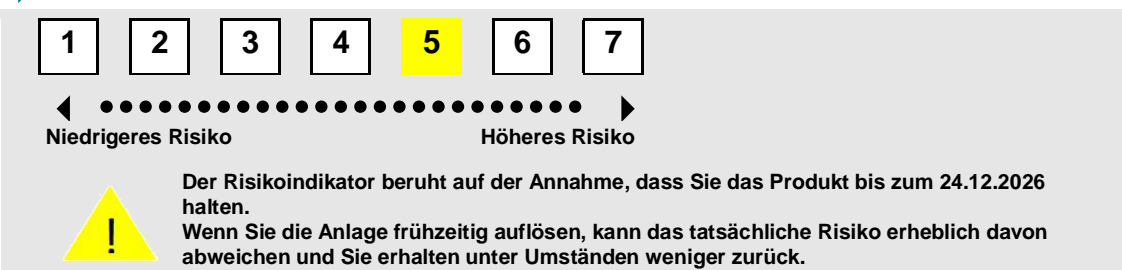 1 2 3 4 5 6 7
Niedrigeres Risiko Höheres Risiko
Der Risikoindikator beruht auf der Annahme, dass Sie das Produkt bis zum 24.12.2026
halten.
Wenn Sie die Anlage frühzeitig auflösen, kann das tatsächliche Risiko erheblich davon
abweichen und Sie erhalten unter Umständen weniger zurück.
!